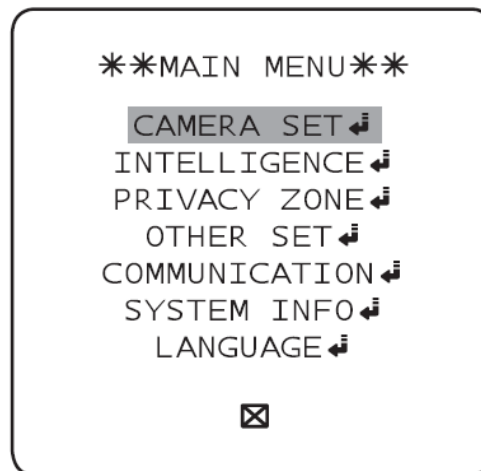 **MAIN MENU**
CAMERA SET↲
INTELLIGENCE↲
PRIVACY ZONE↲
OTHER SET↲
COMMUNICATION↲
SYSTEM INFO↲
LANGUAGE↲
☒